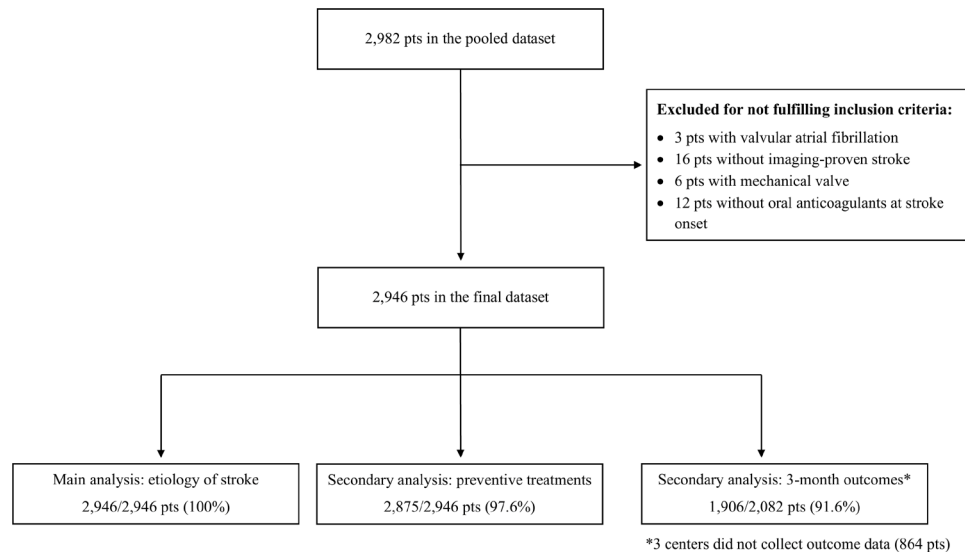 2,982 pts in the pooled dataset
Excluded for not fulfilling inclusion criteria:
• 3 pts with valvular atrial fibrillation
• 16 pts without imaging-proven stroke
• 6 pts with mechanical valve
• 12 pts without oral anticoagulants at stroke
onset
2,946 pts in the final dataset
Main analysis: etiology of stroke
2,946/2,946 pts (100%)
Secondary analysis: preventive treatments
2,875/2,946 pts (97.6%)
Secondary analysis: 3-month outcomes*
1,906/2,082 pts (91.6%)
*3 centers did not collect outcome data (864 pts)